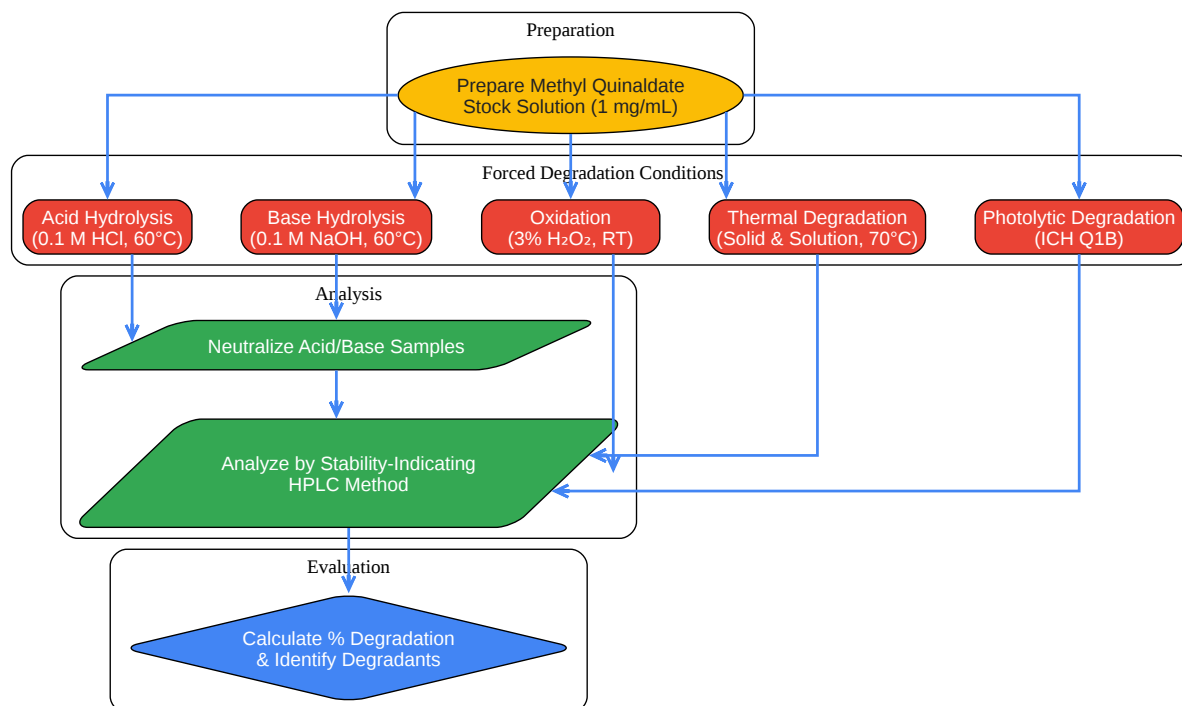 Preparation
Prepare Methyl Quinaldate
Stock Solution (1 mg/mL)
Forced Degradation Conditions
Acid Hydrolysis
(0.1 M HCl, 60°C)
Base Hydrolysis
(0.1 M NaOH, 60°C)
Oxidation
(3% H₂O₂, RT)
Thermal Degradation
(Solid & Solution, 70°C)
Photolytic Degradation
(ICH Q1B)
Analysis
Neutralize Acid/Base Samples
Analyze by Stability-Indicating
HPLC Method
Evaluation
Calculate % Degradation
& Identify Degradants